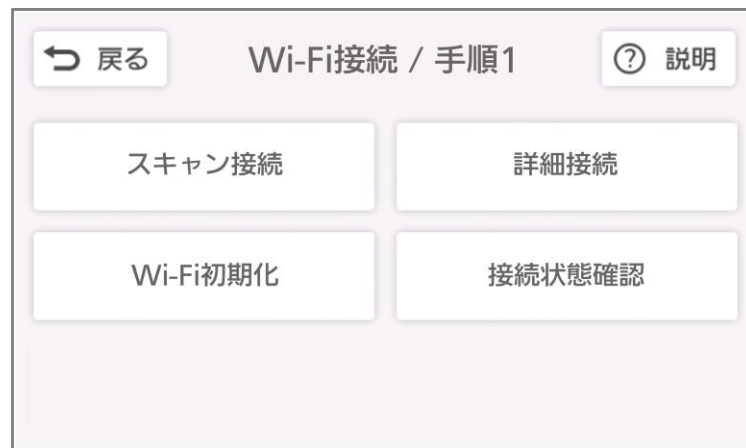 戻る
Wi-Fi接続 / 手順1
? 説明
スキャン接続
詳細接続
Wi-Fi初期化
接続状態確認